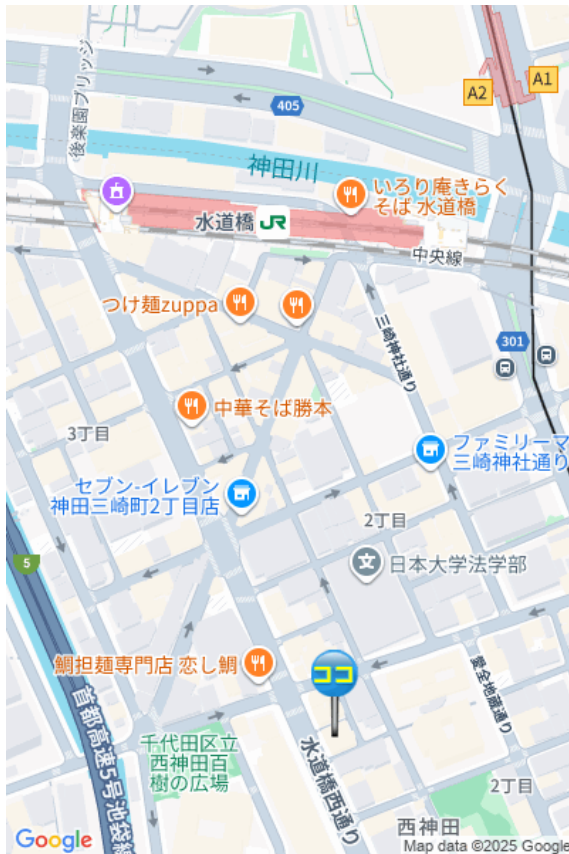 後楽園ブリッジ
405
A2
A1
神田川
いろり庵きらく
そば 水道橋
水道橋
JR
中央線
つけ麺zuppa
三崎神社通り
301
中華そば勝本
3丁目
ファミリーマ
三崎神社通り
セブン-イレブン
神田三崎町2丁目店
2丁目
5
文
日本大学法学部
鯛担麺専門店 恋し鯛
ココ
愛全地蔵通り
首都高速5号池袋線
千代田区立
西神田百
樹の広場
水道橋西通り
2丁目
西神田
Google
Map data ©2025 Google